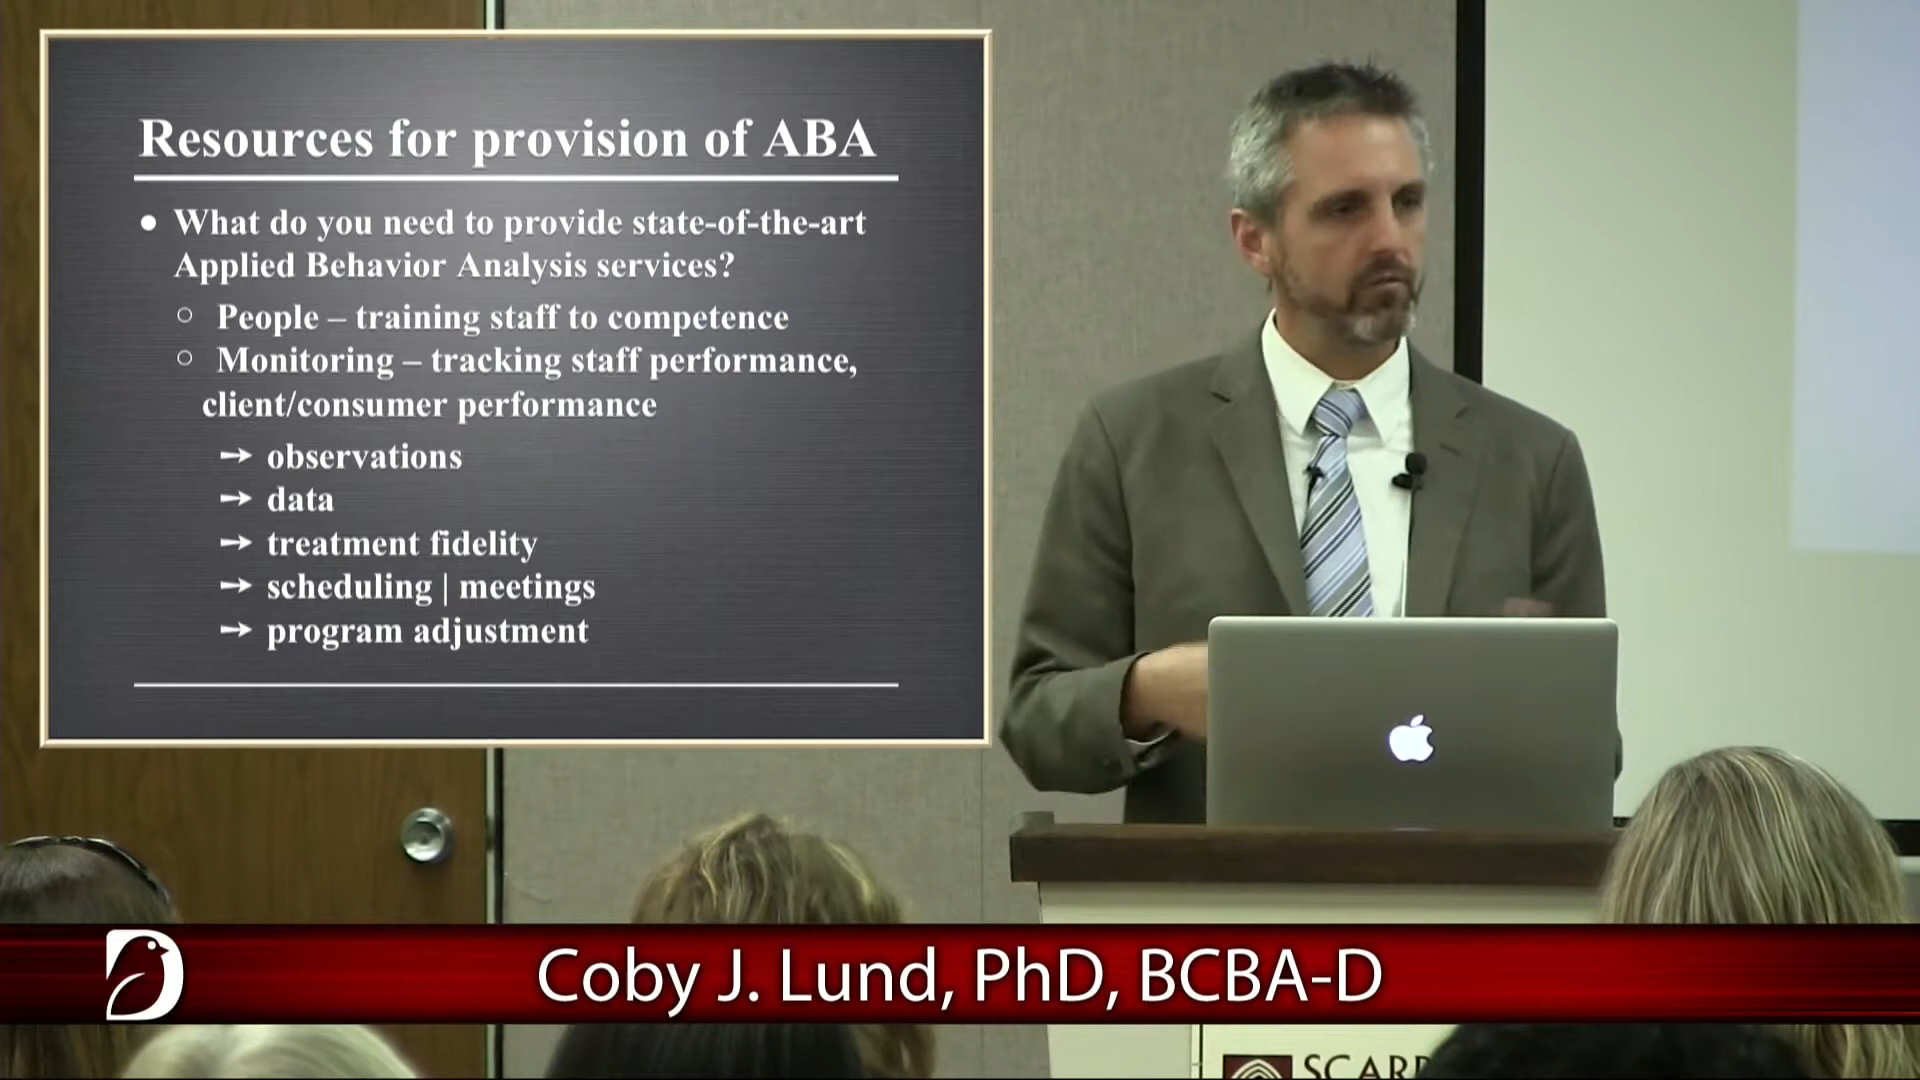 Resources for provision of ABA
● What do you need to provide state-of-the-art
Applied Behavior Analysis services?
○ People – training staff to competence
○ Monitoring – tracking staff performance,
client/consumer performance
→ observations
→ data
→ treatment fidelity
→ scheduling | meetings
→ program adjustment
Coby J. Lund, PhD, BCBA-D